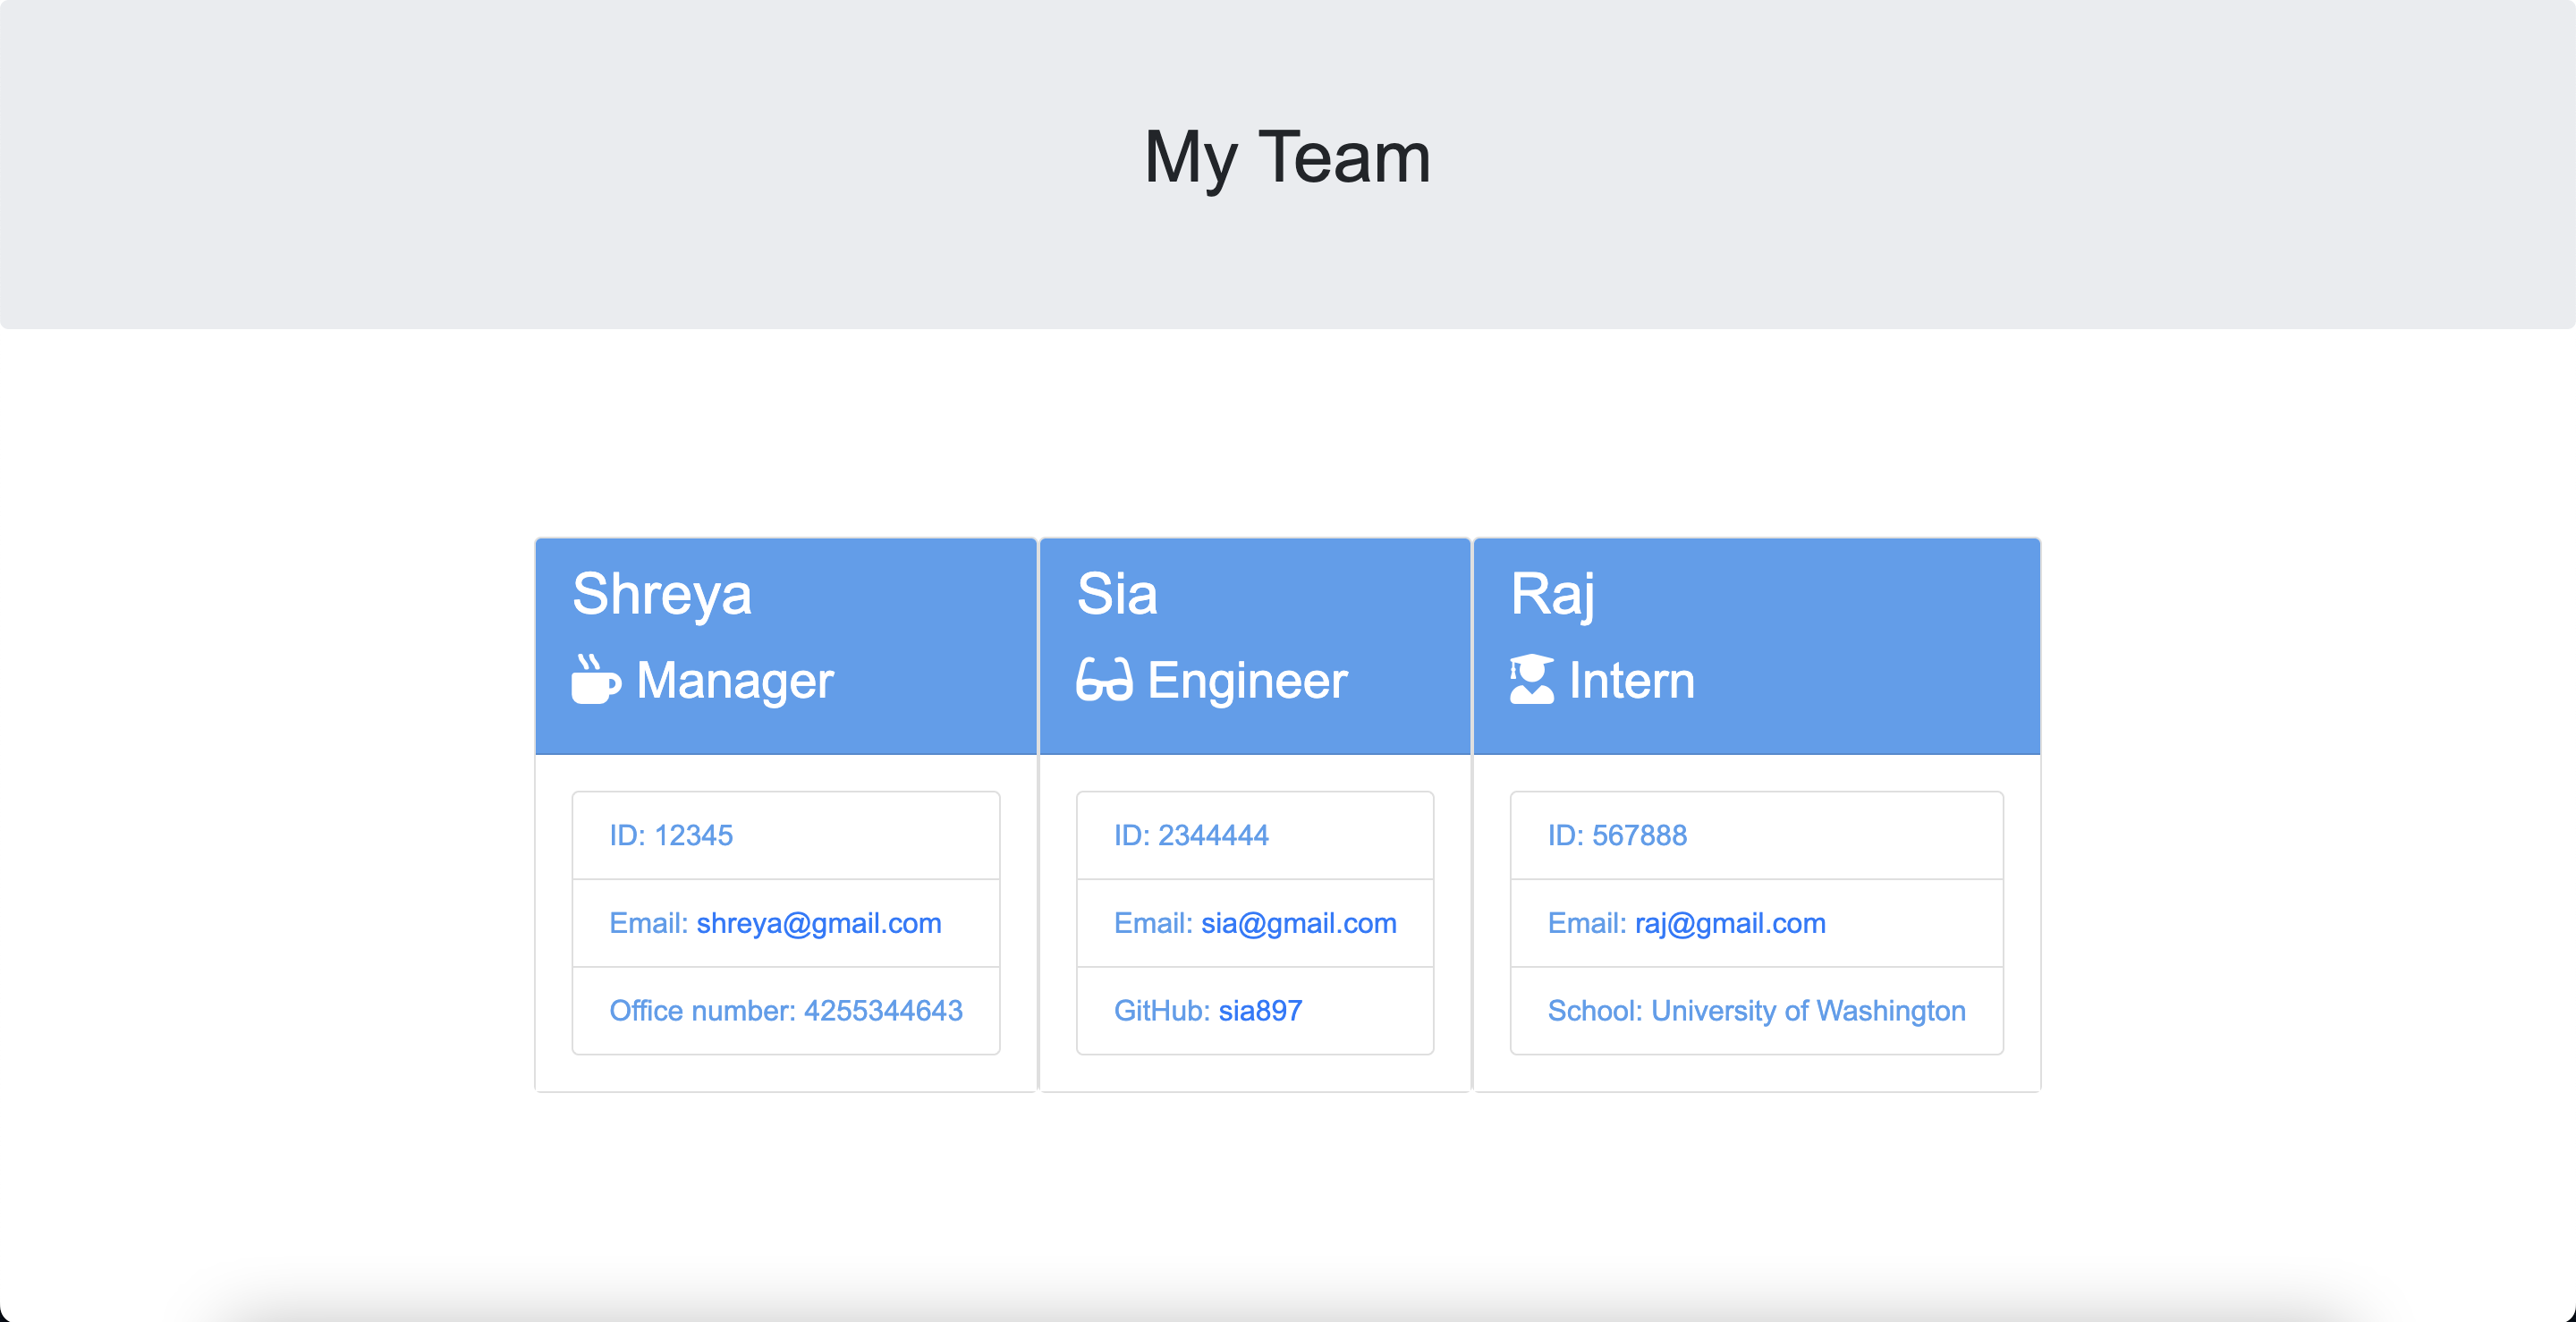 My Team
Shreya
Manager
ID: 12345
Email: shreya@gmail.com
Office number: 4255344643
Sia
Engineer
ID: 2344444
Email: sia@gmail.com
GitHub: sia897
Raj
Intern
ID: 567888
Email: raj@gmail.com
School: University of Washington